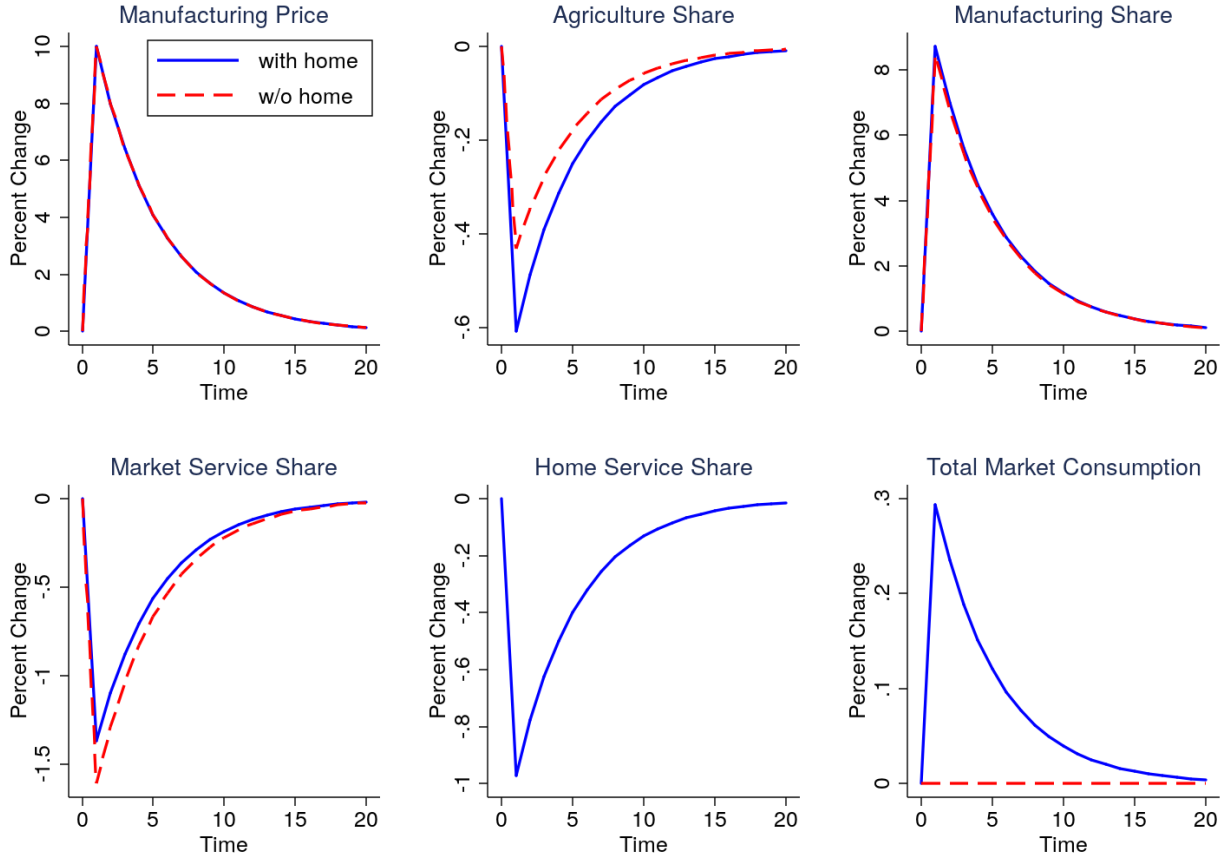 Manufacturing Price
Agriculture Share
Manufacturing Share
with home
w/o home
Percent Change
0
2
4
6
8
10
0
5
10
15
20
Time
Percent Change
-.6
-.4
-.2
0
0
5
10
15
20
Time
Percent Change
0
2
4
6
8
0
5
10
15
20
Time
Market Service Share
Home Service Share
Total Market Consumption
Percent Change
-1.5
-1
-.5
0
0
5
10
15
20
Time
Percent Change
-1
-.8
-.6
-.4
-.2
0
0
5
10
15
20
Time
Percent Change
0
.1
.2
.3
0
5
10
15
20
Time